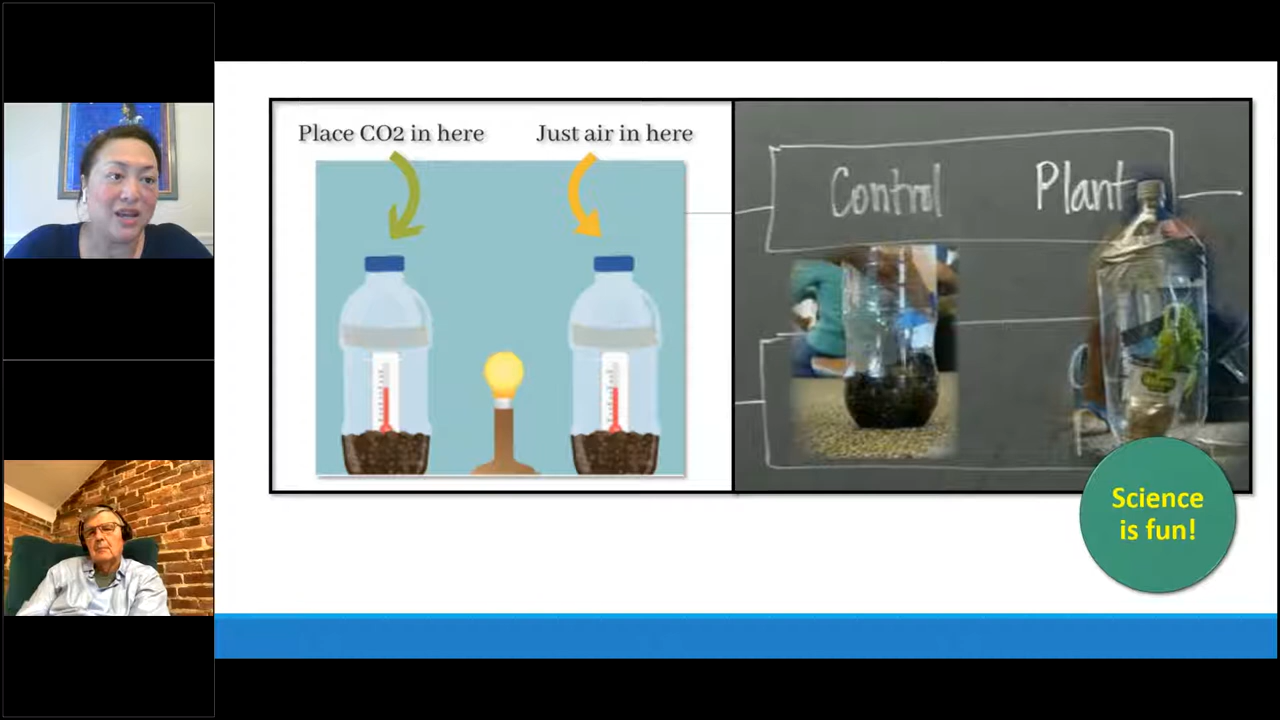 Place CO2 in here
Just air in here
Control
Plant
Science
is fun!